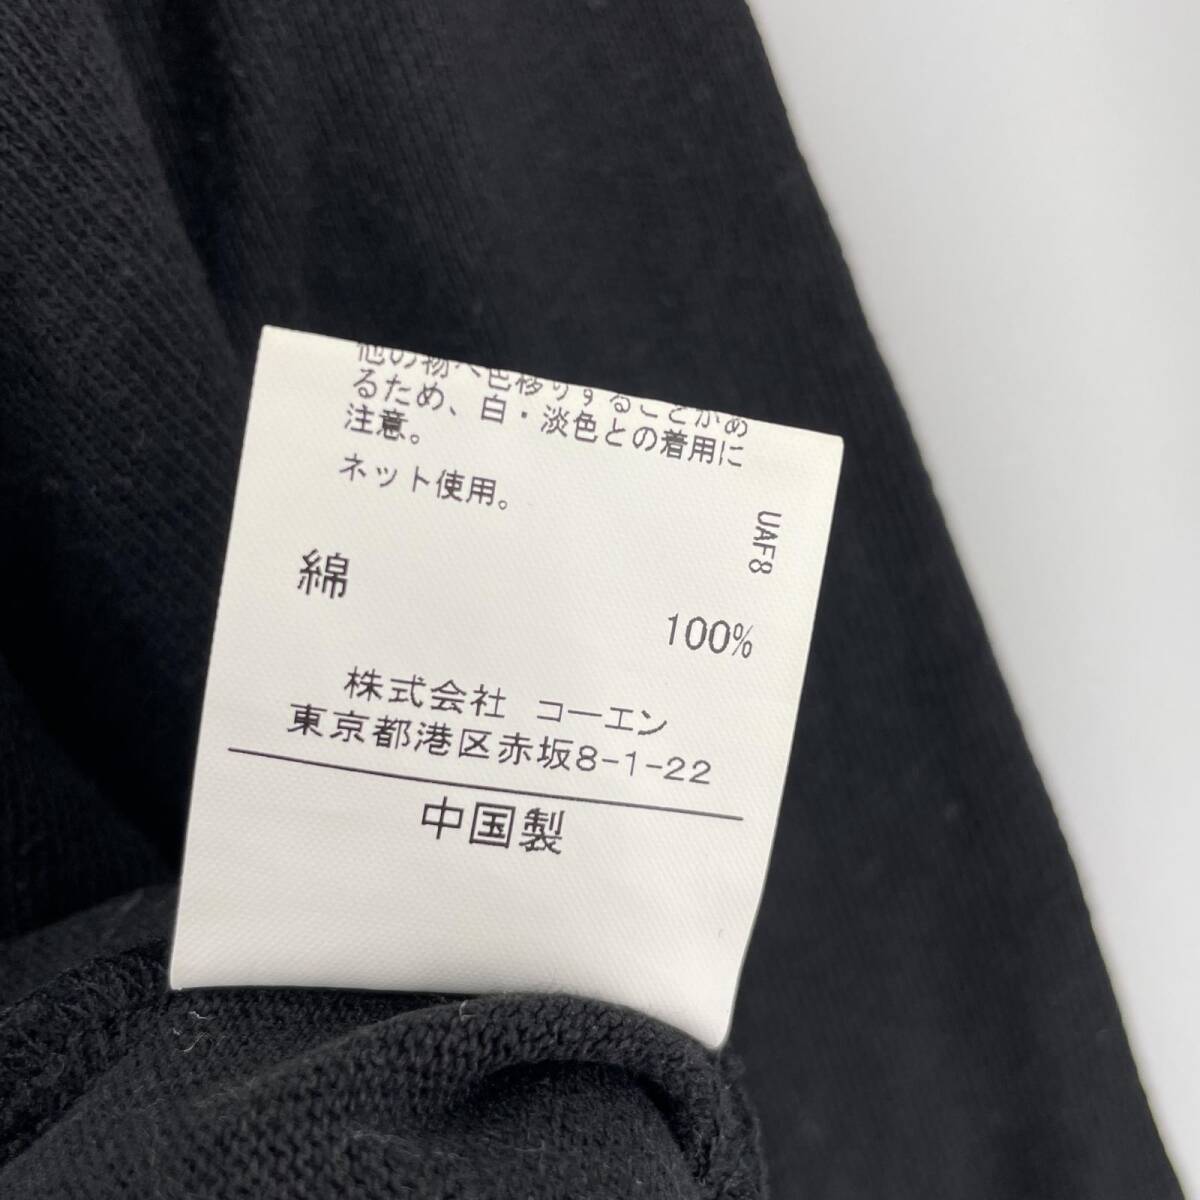 他の物へ色移りすることがあ
るため、白・淡色との着用に
注意。
ネット使用。
UAF8
綿
100%
株式会社 コーエン
東京都港区赤坂8-1-22
中国製